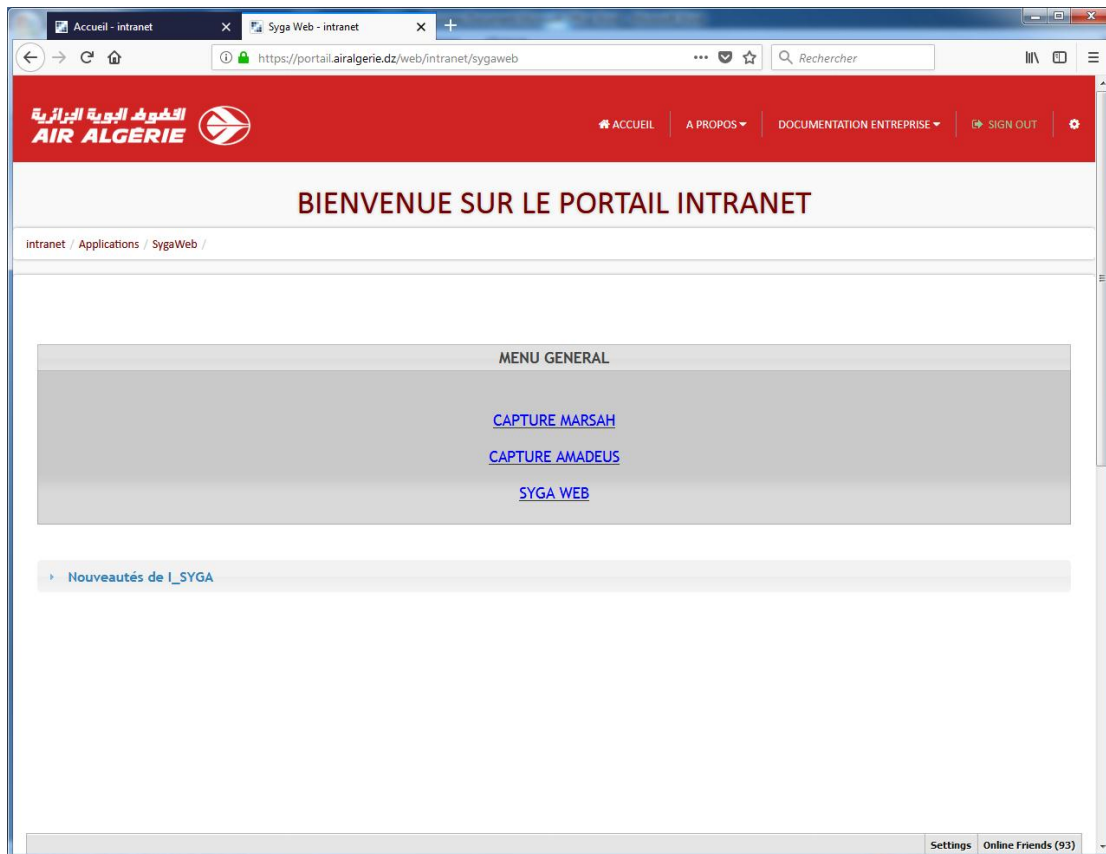 Accueil - intranet
Syga Web - intranet
https://portail.airalgerie.dz/web/intranet/sygaweb
Rechercher
الخطوط الجوية الجزائرية
AIR ALGÉRIE
ACCUEIL
A PROPOS
DOCUMENTATION ENTREPRISE
SIGN OUT
BIENVENUE SUR LE PORTAIL INTRANET
intranet / Applications / SygaWeb /
MENU GENERAL
CAPTURE MARSAH
CAPTURE AMADEUS
SYGA WEB
Nouveautés de I_SYGA
Settings
Online Friends (93)